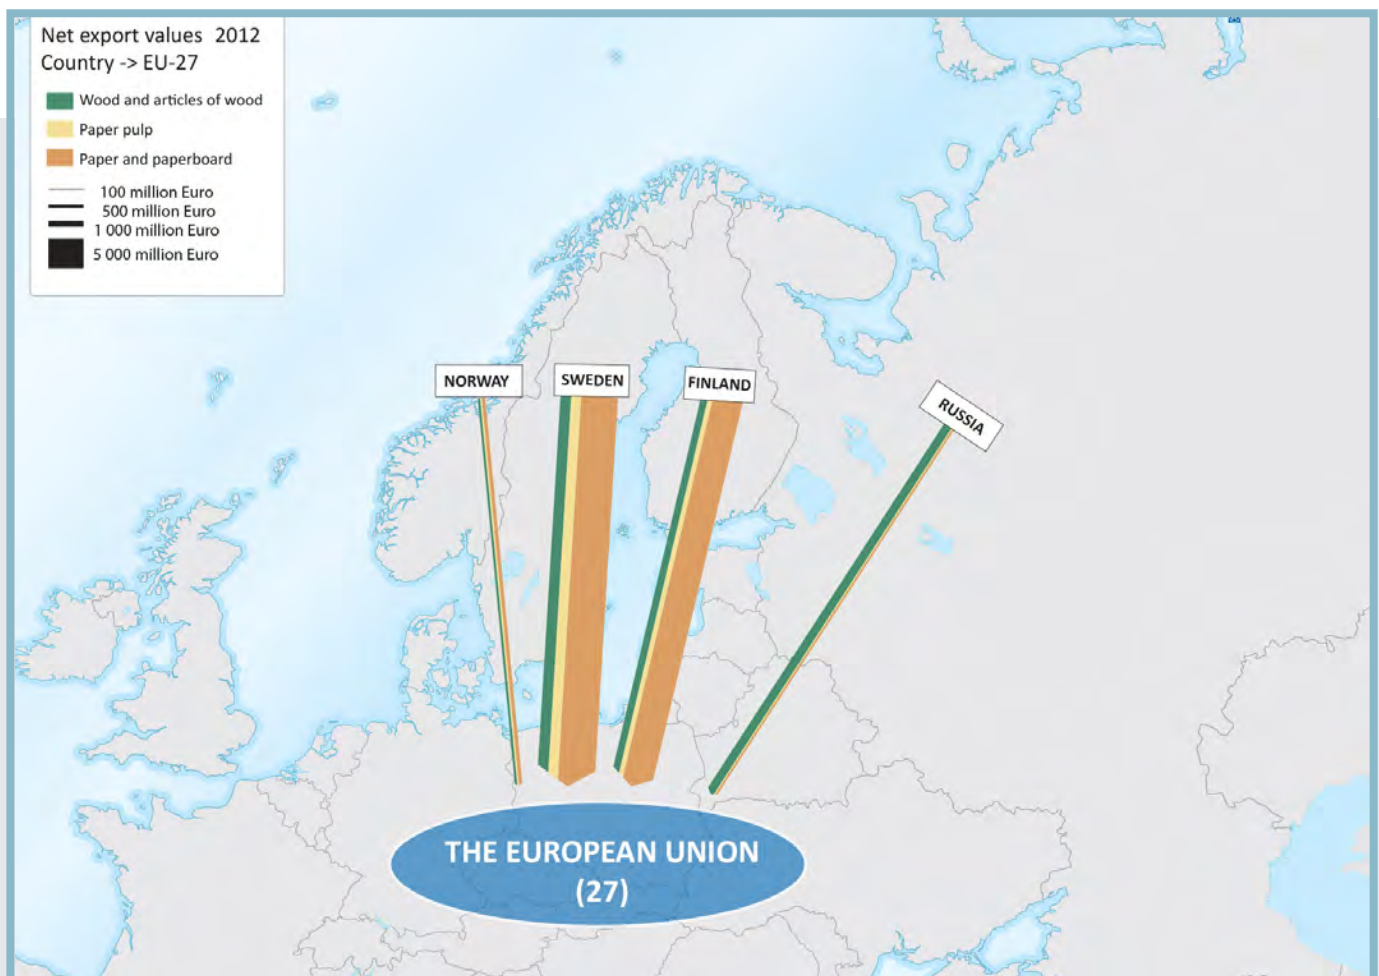 Net export values 2012
Country -> EU-27
Wood and articles of wood
Paper pulp
Paper and paperboard
100 million Euro
500 million Euro
1 000 million Euro
5 000 million Euro
NORWAY
SWEDEN
FINLAND
RUSSIA
THE EUROPEAN UNION
(27)